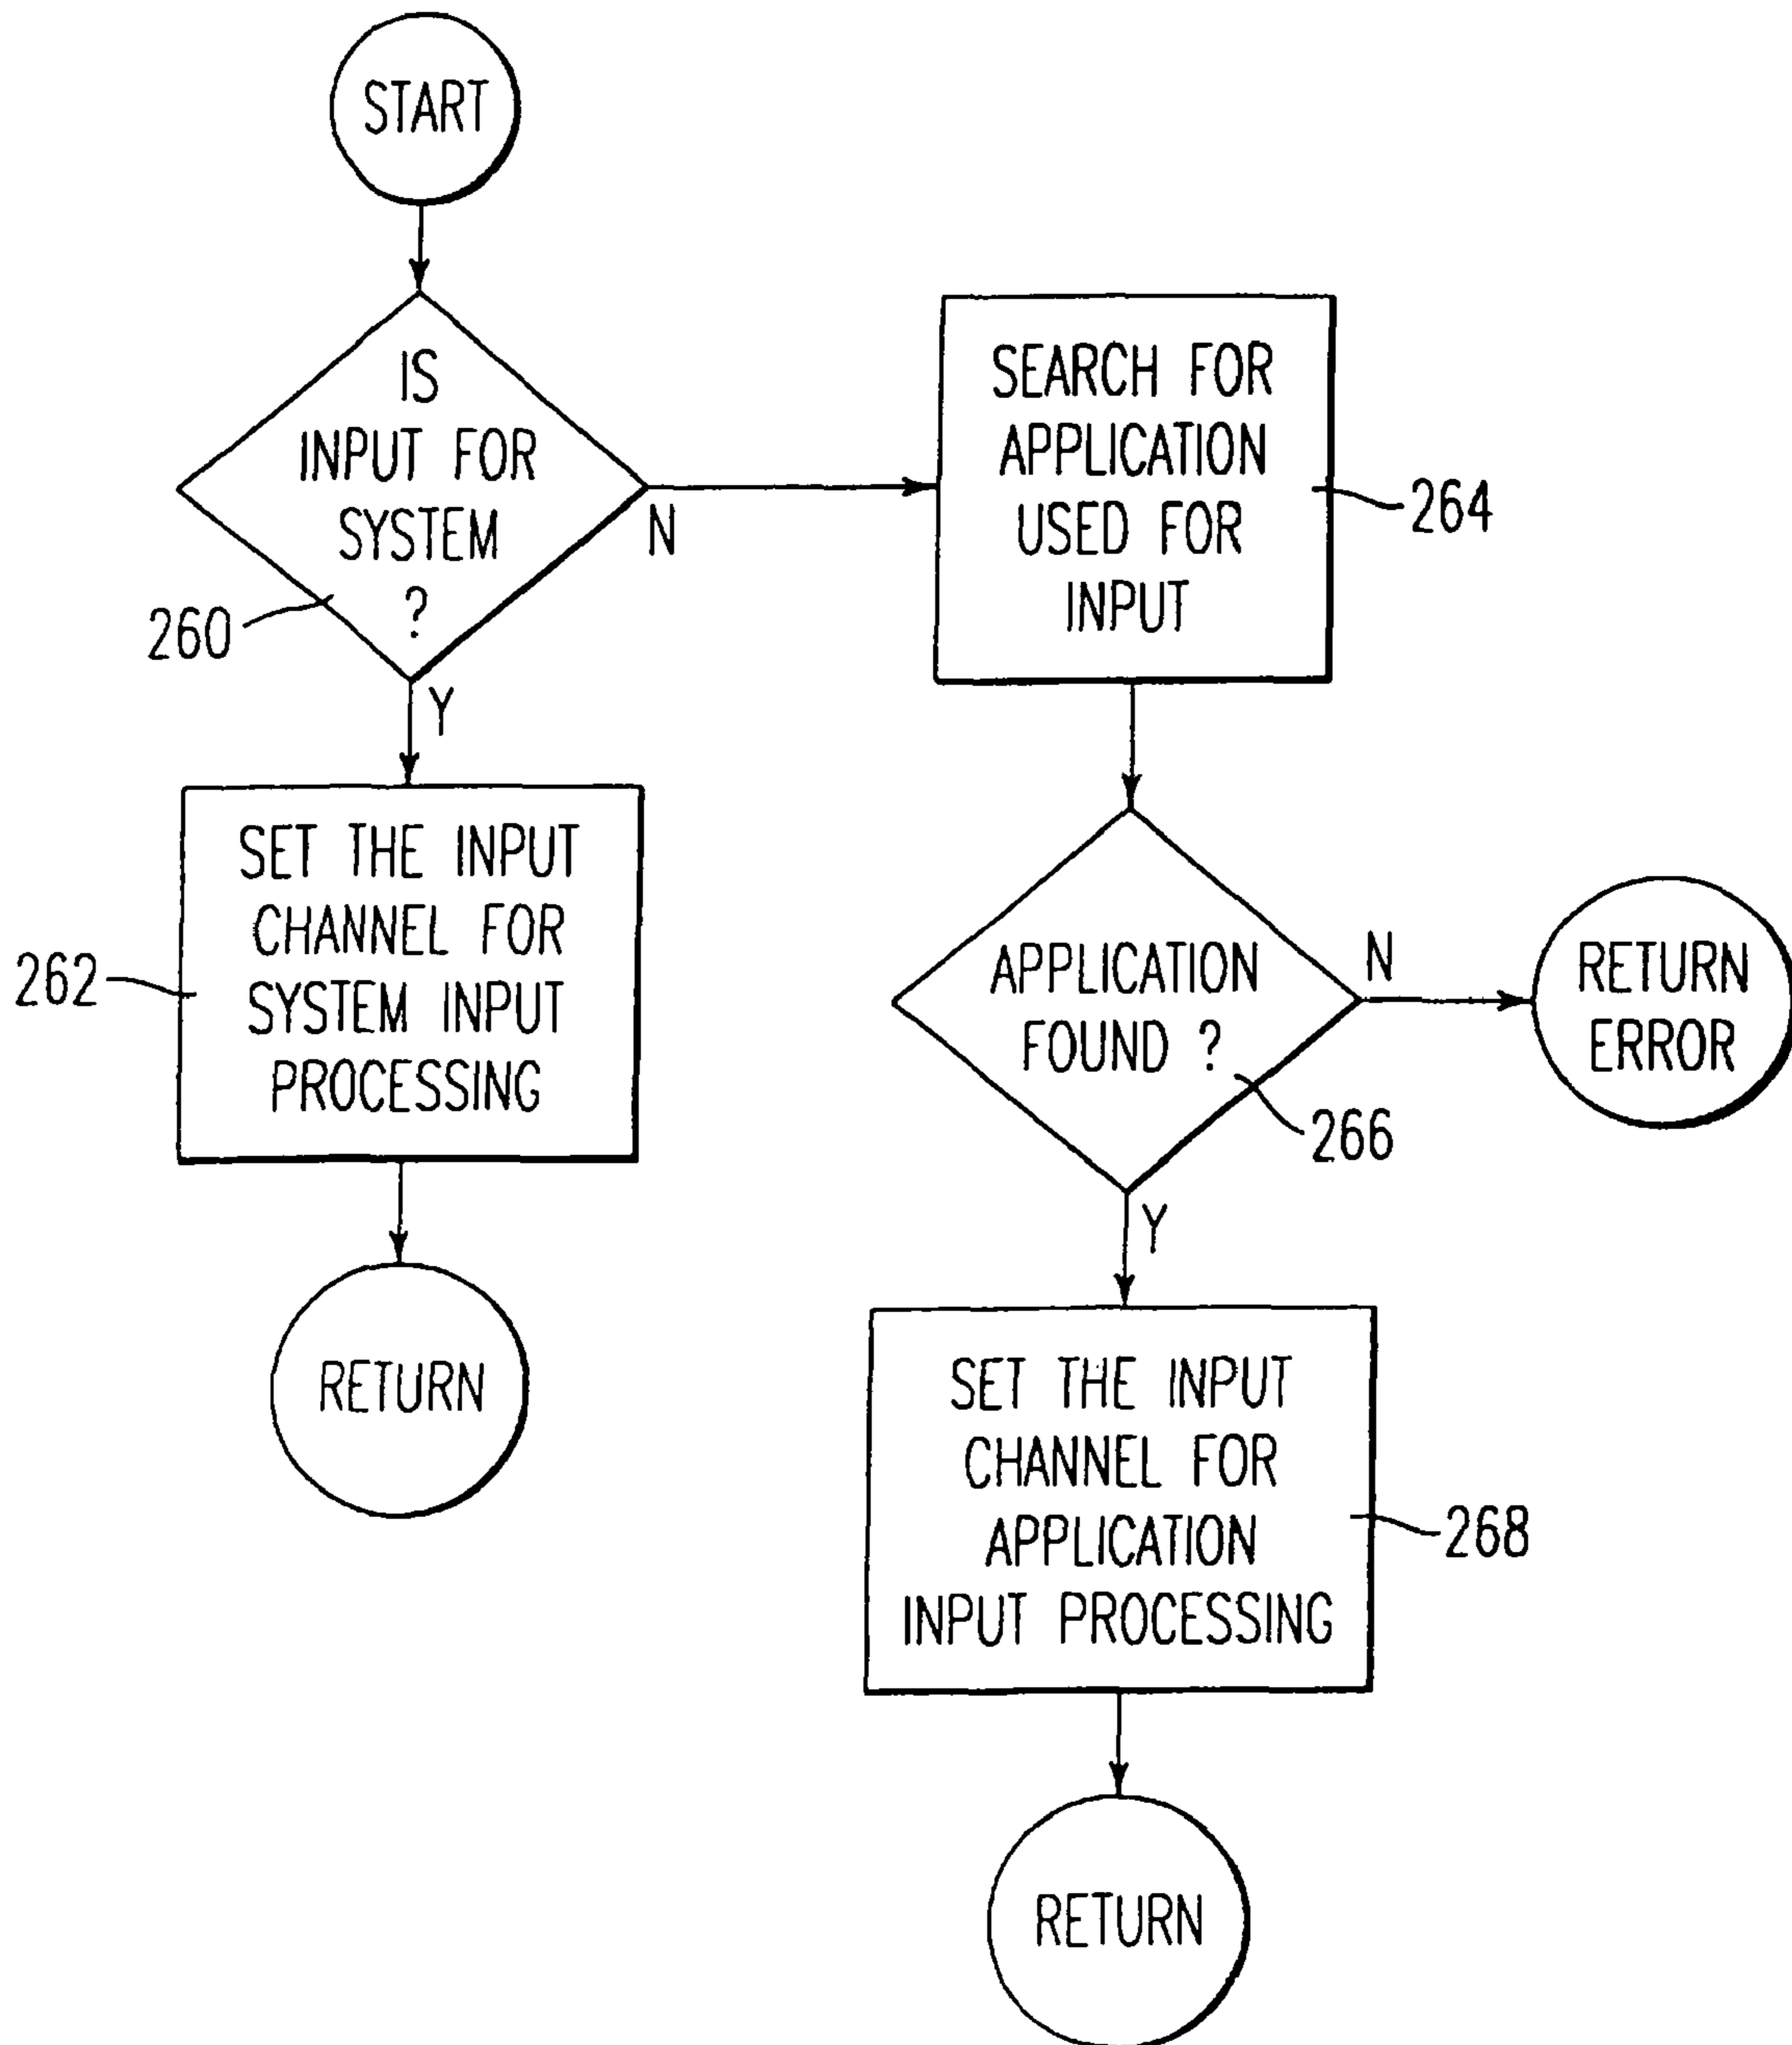 START
IS
INPUT FOR
SYSTEM
?
260
N
Y
SET THE INPUT
CHANNEL FOR
SYSTEM INPUT
PROCESSING
262
RETURN
SEARCH FOR
APPLICATION
USED FOR
INPUT
264
APPLICATION
FOUND ?
266
N
RETURN
ERROR
Y
SET THE INPUT
CHANNEL FOR
APPLICATION
INPUT PROCESSING
268
RETURN